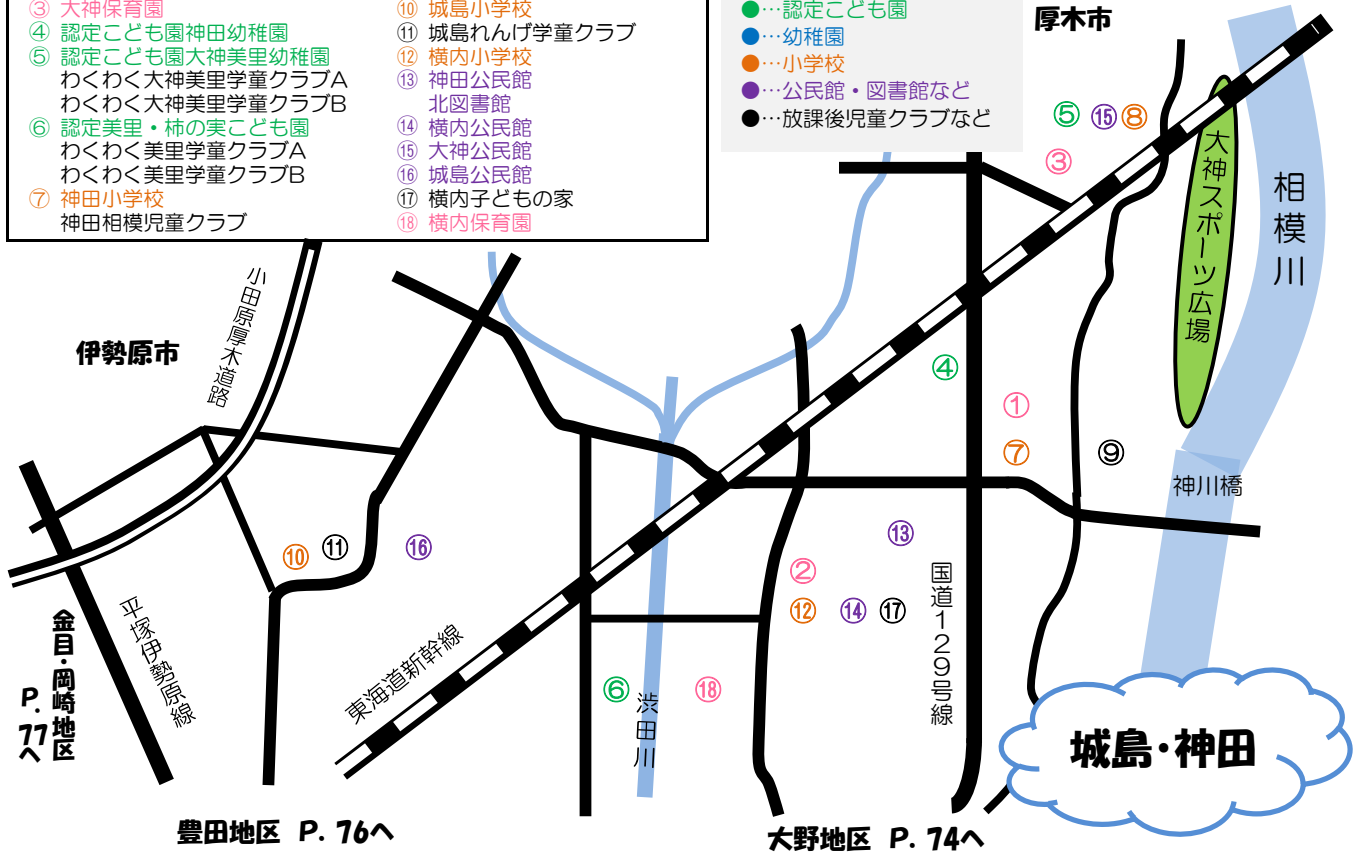 ③ 大神保育園
④ 認定こども園神田幼稚園
⑤ 認定こども園大神美里幼稚園
わくわく大神美里学童クラブA
わくわく大神美里学童クラブB
⑥ 認定美里・柿の実こども園
わくわく美里学童クラブA
わくわく美里学童クラブB
⑦ 神田小学校
神田相模児童クラブ
⑩ 城島小学校
⑪ 城島れんげ学童クラブ
⑫ 横内小学校
⑬ 神田公民館
北図書館
⑭ 横内公民館
⑮ 大神公民館
⑯ 城島公民館
⑰ 横内子どもの家
⑱ 横内保育園
●…認定こども園
●…幼稚園
●…小学校
●…公民館・図書館など
●…放課後児童クラブなど
厚木市
⑤ ⑮ ⑧
③
大神スポーツ広場
相模川
小田原厚木道路
伊勢原市
④
①
⑦
⑨
神川橋
⑩ ⑪ ⑯
⑬
②
⑫ ⑭ ⑰
国道129号線
金目・岡崎地区
P. 77へ
平塚伊勢原線
東海道新幹線
⑥
渋田川
⑱
城島・神田
豊田地区 P. 76へ
大野地区 P. 74へ